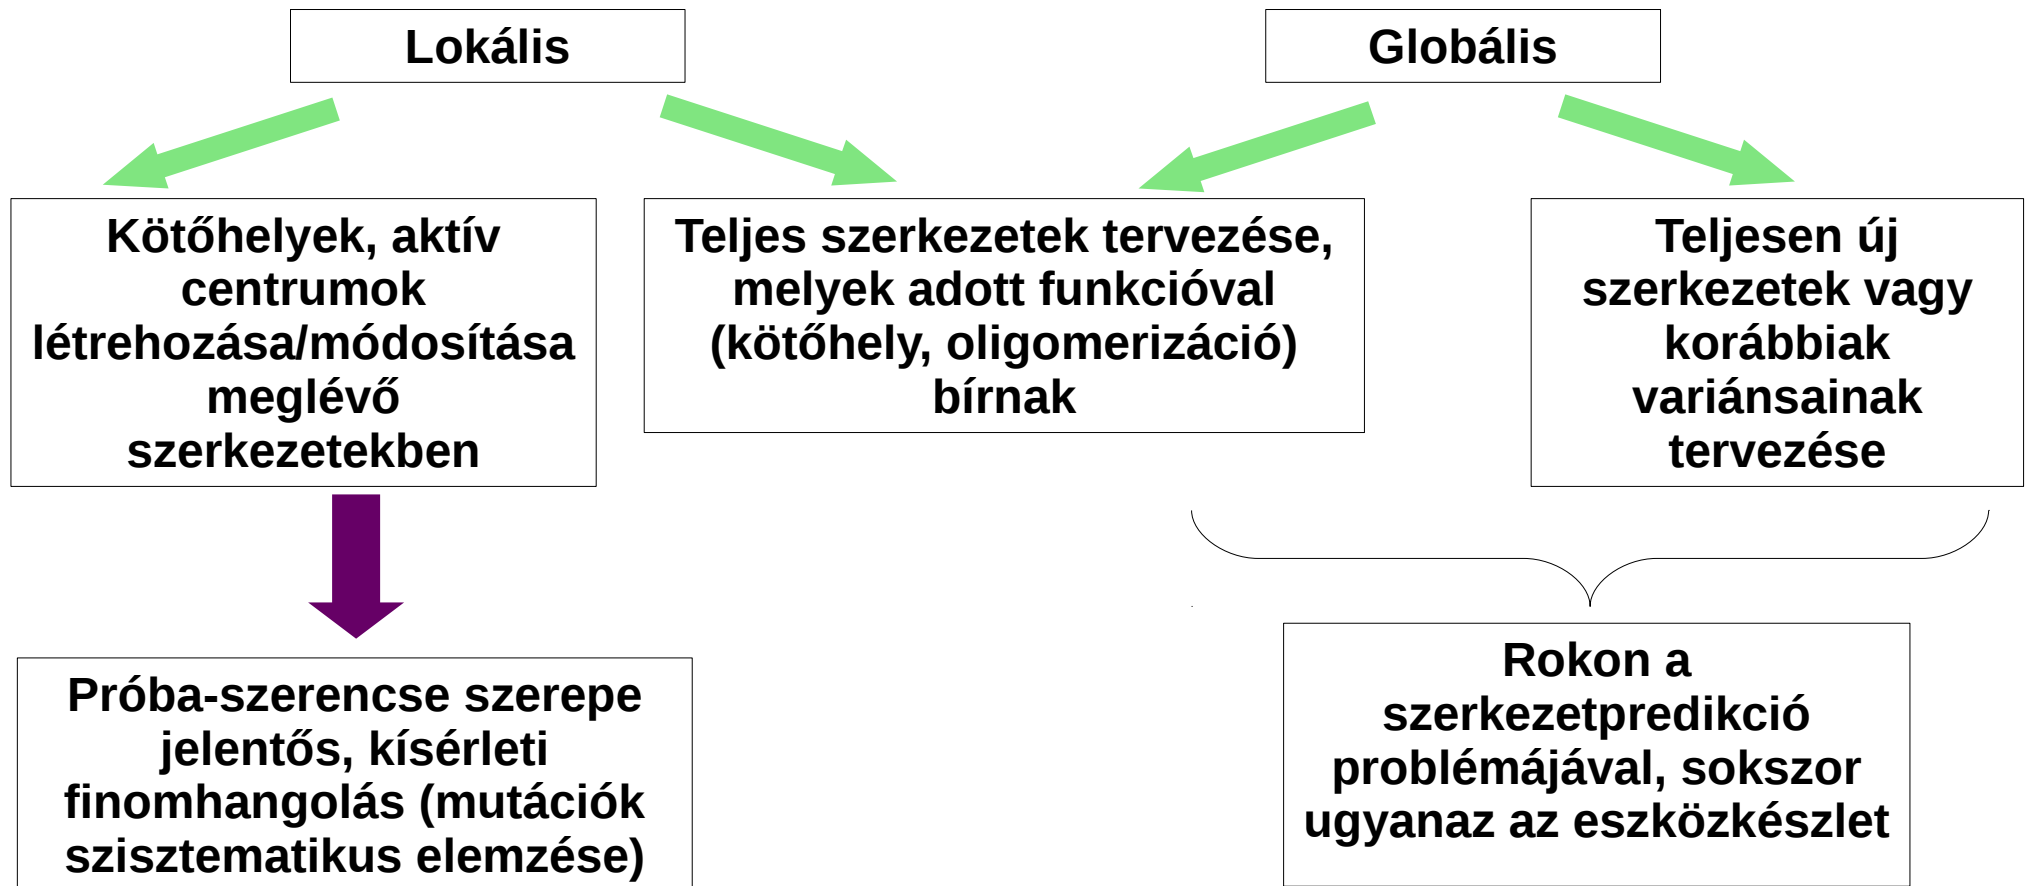 Lokális
Globális
Kötőhelyek, aktív
centrumok
létrehozása/módosítása
meglévő
szerkezetekben
Teljes szerkezetek tervezése,
melyek adott funkcióval
(kötőhely, oligomerizáció)
bírnak
Teljesen új
szerkezetek vagy
korábbiak
variánsainak
tervezése
Próba-szerencse szerepe
jelentős, kísérleti
finomhangolás (mutációk
szisztematikus elemzése)
Rokon a
szerkezetpredikció
problémájával, sokszor
ugyanaz az eszközkészlet